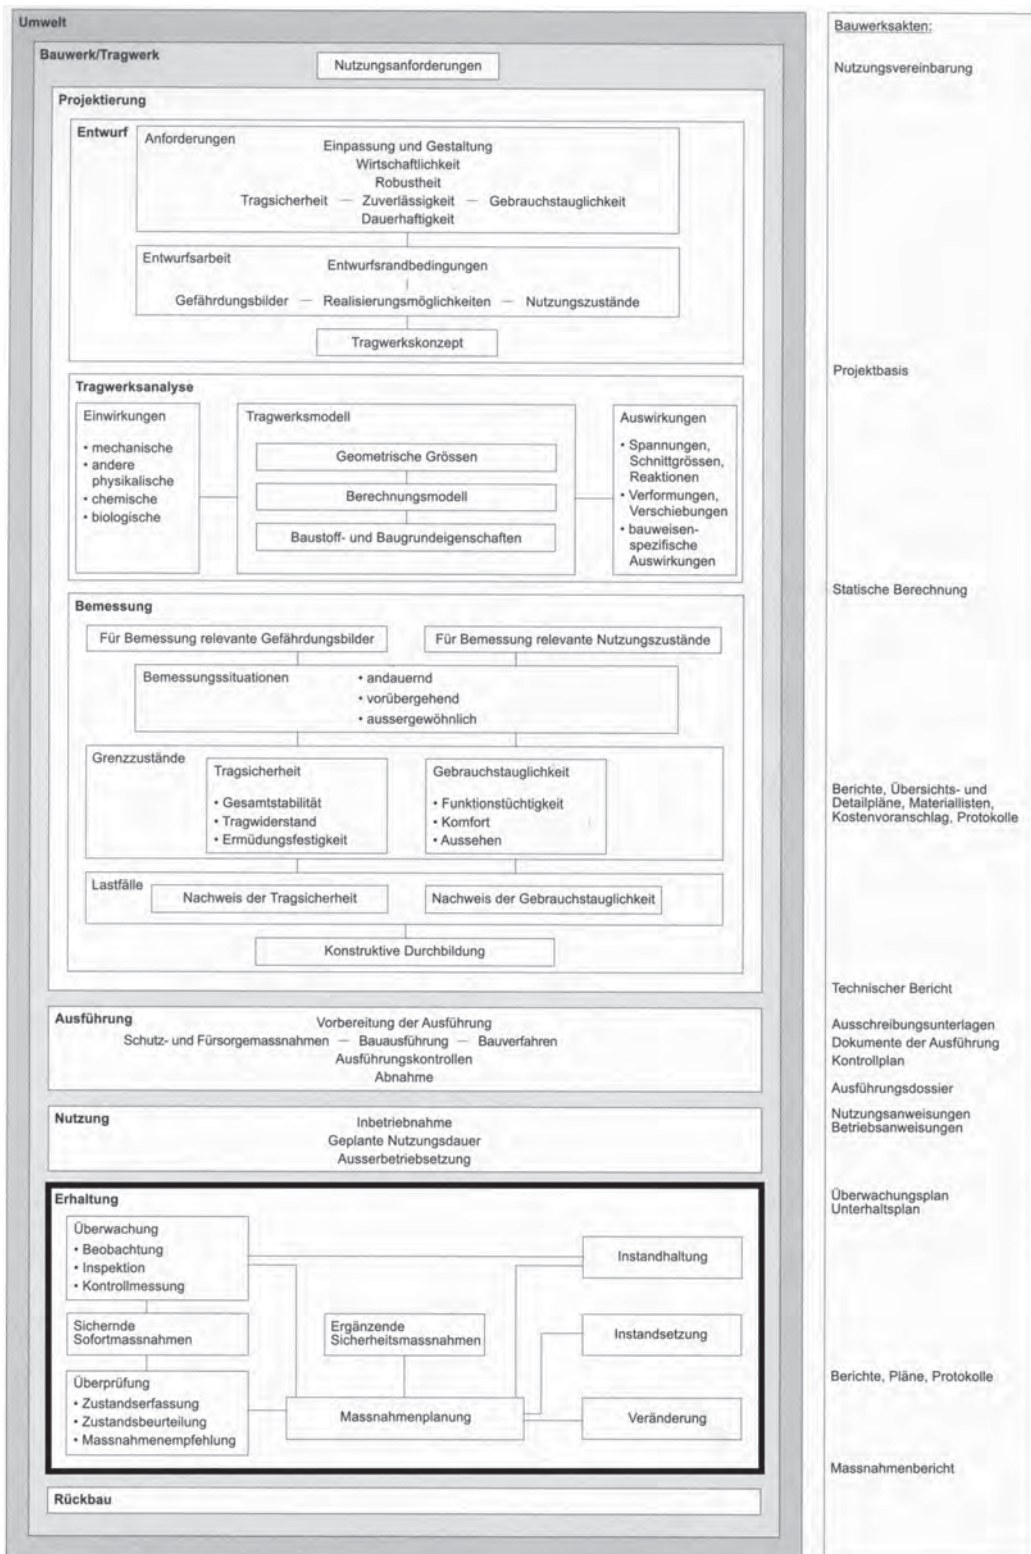 Umwelt
Bauwerk/Tragwerk
Nutzungsanforderungen
Projektierung
Entwurf
Anforderungen
Einpassung und Gestaltung
Wirtschaftlichkeit
Robustheit
Tragsicherheit — Zuverlässigkeit — Gebrauchstauglichkeit
Dauerhaftigkeit
Entwurfsarbeit
Entwurfsrandbedingungen
Gefährdungsbilder — Realisierungsmöglichkeiten — Nutzungszustände
Tragwerkskonzept
Tragwerksanalyse
Einwirkungen
• mechanische
• andere
physikalische
• chemische
• biologische
Tragwerksmodell
Geometrische Grössen
Berechnungsmodell
Baustoff- und Baugrundeigenschaften
Auswirkungen
• Spannungen,
Schnittgrössen,
Reaktionen
• Verformungen,
Verschiebungen
• bauweisen-
spezifische
Auswirkungen
Bemessung
Für Bemessung relevante Gefährdungsbilder
Für Bemessung relevante Nutzungszustände
Bemessungssituationen
• andauernd
• vorübergehend
• aussergewöhnlich
Grenzzustände
Tragsicherheit
• Gesamtstabilität
• Tragwiderstand
• Ermüdungsfestigkeit
Gebrauchstauglichkeit
• Funktionstüchtigkeit
• Komfort
• Aussehen
Lastfälle
Nachweis der Tragsicherheit
Nachweis der Gebrauchstauglichkeit
Konstruktive Durchbildung
Ausführung
Vorbereitung der Ausführung
Schutz- und Fürsorgemassnahmen — Bauausführung — Bauverfahren
Ausführungskontrollen
Abnahme
Nutzung
Inbetriebnahme
Geplante Nutzungsdauer
Ausserbetriebsetzung
Erhaltung
Überwachung
• Beobachtung
• Inspektion
• Kontrollmessung
Sichernde
Sofortmassnahmen
Überprüfung
• Zustandserfassung
• Zustandsbeurteilung
• Massnahmenempfehlung
Ergänzende
Sicherheitsmassnahmen
Massnahmenplanung
Instandhaltung
Instandsetzung
Veränderung
Rückbau
Bauwerksakten:
Nutzungsvereinbarung
Projektbasis
Statische Berechnung
Berichte, Übersichts- und
Detailpläne, Materiallisten,
Kostenvoranschlag, Protokolle
Technischer Bericht
Ausschreibungsunterlagen
Dokumente der Ausführung
Kontrollplan
Ausführungsdossier
Nutzungsanweisungen
Betriebsanweisungen
Überwachungsplan
Unterhaltsplan
Berichte, Pläne, Protokolle
Massnahmenbericht